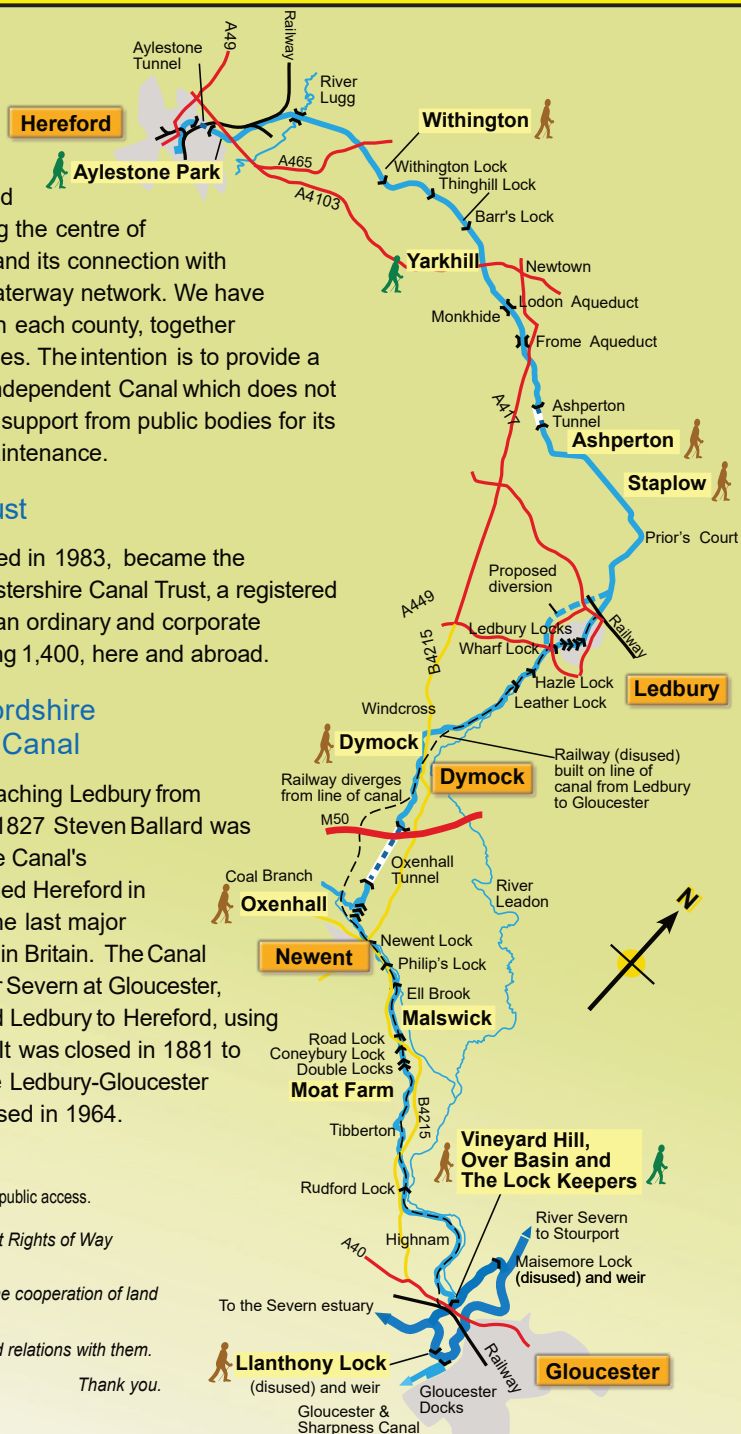 Railway
A49
Aylestone
Tunnel
River
Lugg
Hereford
Withington
Aylestone Park
A465
Withington Lock
Thinghill Lock
A4103
Barr's Lock
Yarkhill
Newtown
Lodon Aqueduct
Monkhide
Frome Aqueduct
A417
Ashperton
Tunnel
Ashperton
Staplow
Prior's Court
Proposed
diversion
A449
Ledbury Locks
Railway
Wharf Lock
B4215
Hazle Lock
Leather Lock
Ledbury
Windcross
Dymock
Dymock
Railway (disused)
built on line of
canal from Ledbury
to Gloucester
Railway diverges
from line of canal
M50
Oxenhall
Tunnel
Coal Branch
River
Leadon
Oxenhall
N
Newent
Newent Lock
Philip's Lock
Ell Brook
Malswick
Road Lock
Coneybury Lock
Double Locks
Moat Farm
B4215
Tibberton
Vineyard Hill,
Over Basin and
The Lock Keepers
Rudford Lock
River Severn
to Stourport
Highnam
A40
Maisemore Lock
(disused) and weir
To the Severn estuary
Llanthony Lock
(disused) and weir
Railway
Gloucester
Gloucester
Docks
Gloucester &
Sharpness Canal
g the centre of
and its connection with
aterway network. We have
n each county, together
es. The intention is to provide a
ndependent Canal which does not
support from public bodies for its
intenance.
ust
ed in 1983, became the
stershire Canal Trust, a registered
an ordinary and corporate
ng 1,400, here and abroad.
ordshire
Canal
aching Ledbury from
1827 Steven Ballard was
e Canal's
ed Hereford in
he last major
in Britain. The Canal
r Severn at Gloucester,
d Ledbury to Hereford, using
It was closed in 1881 to
e Ledbury-Gloucester
sed in 1964.
public access.
t Rights of Way
e cooperation of land
d relations with them.
Thank you.